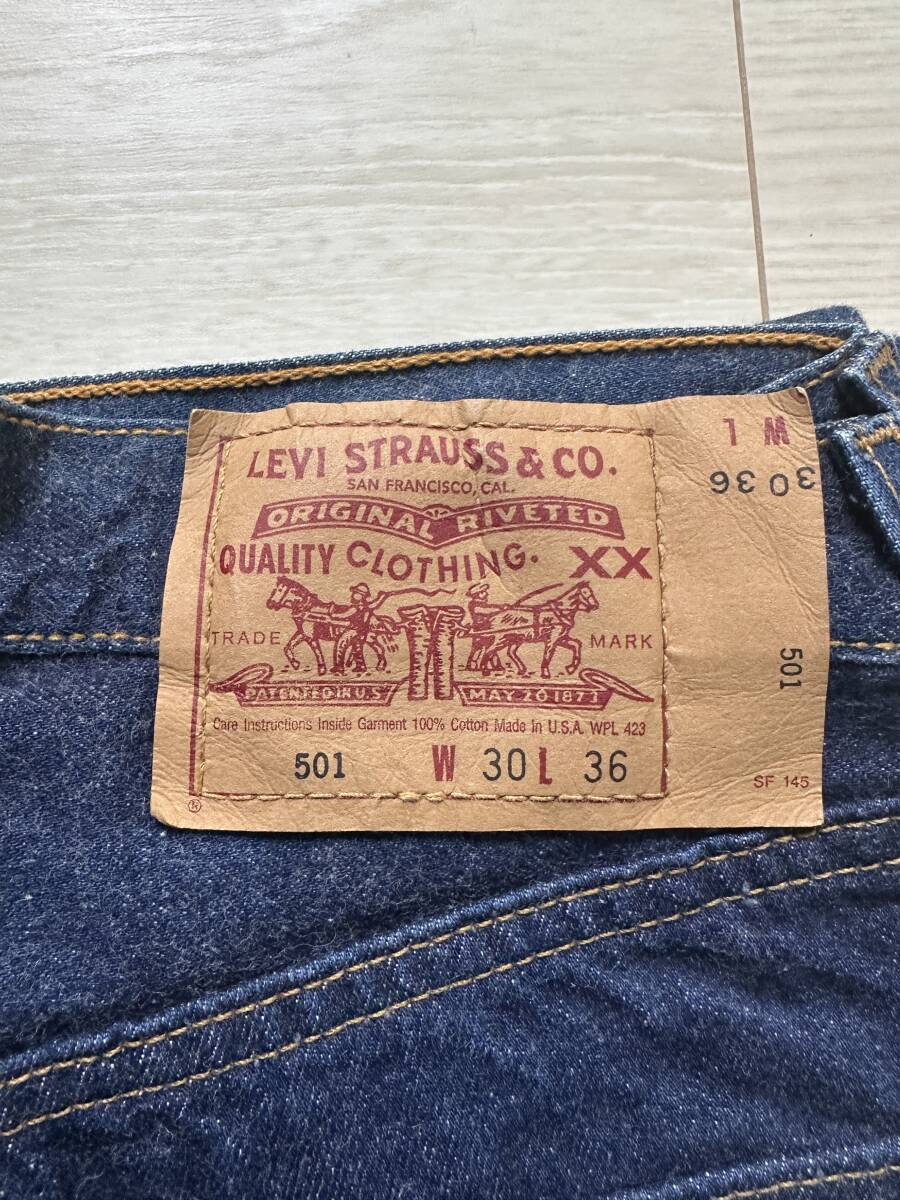 LEVI STRAUSS & CO.
SAN FRANCISCO, CAL.
ORIGINAL RIVETED
QUALITY CLOTHING. XX
TRADE MARK
PATENTED IN U.S. MAY 20 1873
Care Instructions Inside Garment 100% Cotton Made in U.S.A. WPL 423
501 W 30 L 36
®
W L
30 36
501
SF 145